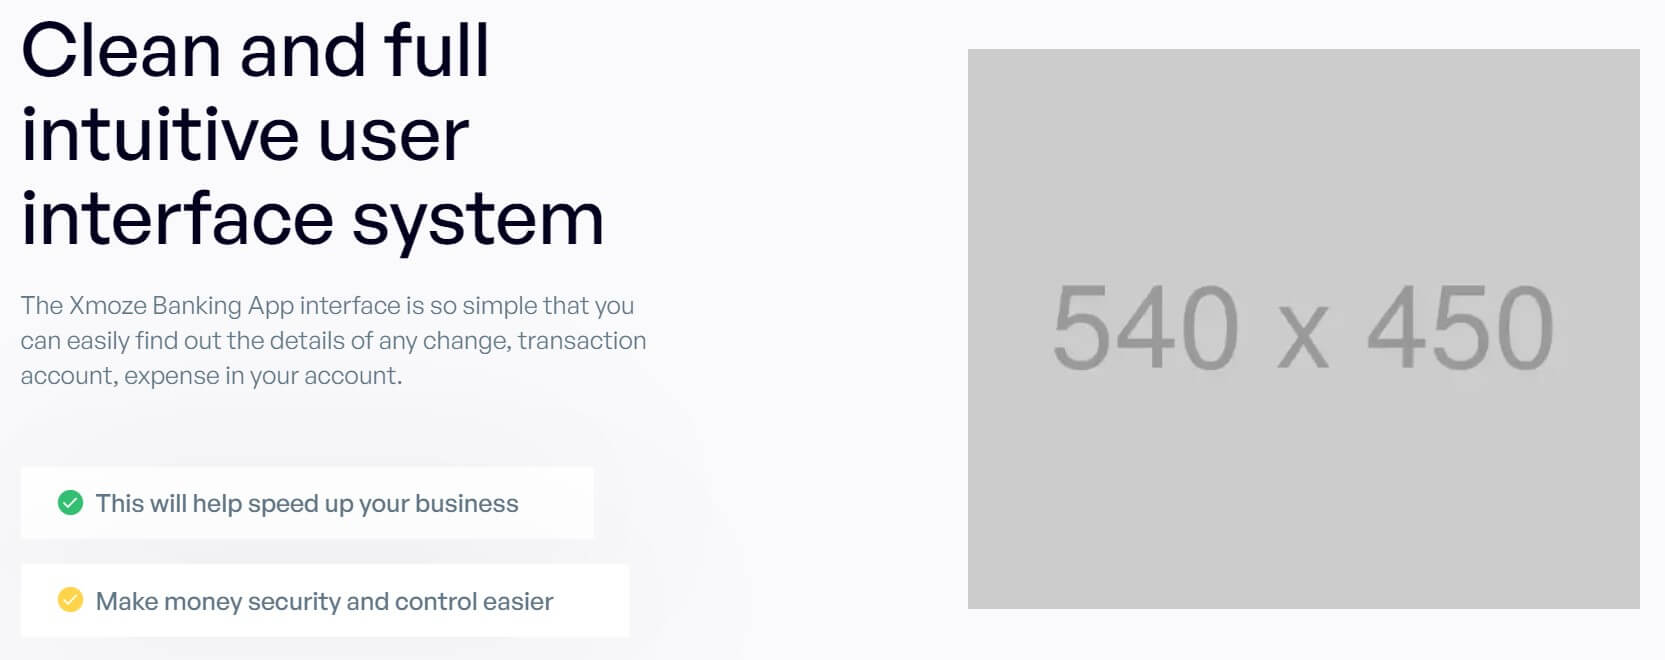 Clean and full
intuitive user
interface system
The Xmoze Banking App interface is so simple that you
can easily find out the details of any change, transaction
account, expense in your account.
This will help speed up your business
Make money security and control easier
540 x 450